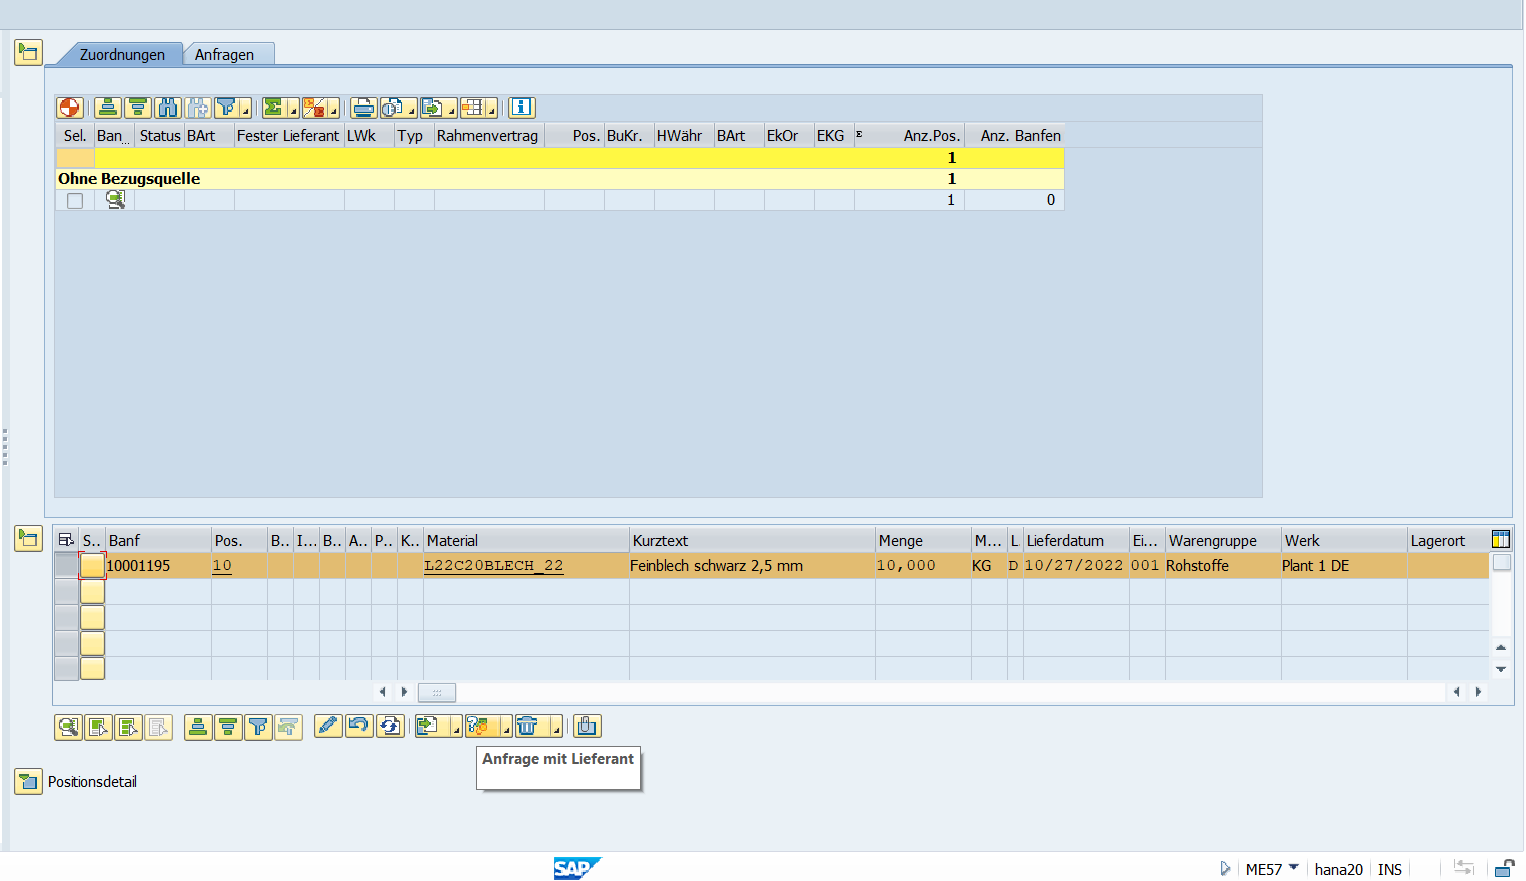 Zuordnungen Anfragen
Sel. Ban... Status BArt Fester Lieferant LWk Typ Rahmenvertrag Pos. BuKr. HWähr BArt EkOr EKG Σ Anz.Pos. Anz. Banfen
1
Ohne Bezugsquelle 1
1 0
S.. Banf Pos. B.. I... B.. A.. P.. K.. Material Kurztext Menge M... L Lieferdatum Ei... Warengruppe Werk Lagerort
10001195 10 L22C20BLECH_22 Feinblech schwarz 2,5 mm 10,000 KG D 10/27/2022 001 Rohstoffe Plant 1 DE
Anfrage mit Lieferant
Positionsdetail
SAP ME57 hana20 INS